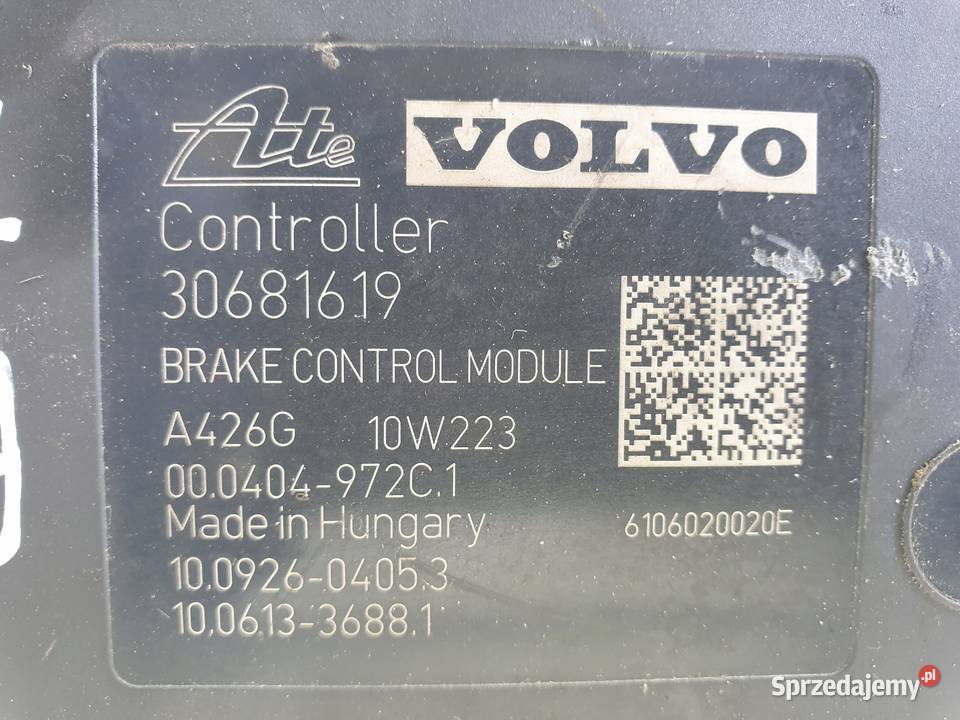 Ate VOLVO
Controller
30681619
BRAKE CONTROL MODULE
A426G 10W223
00.0404-972C.1
Made in Hungary 6106020020E
10.0926-0405.3
10.0613-3688.1
Sprzedajemy.pl